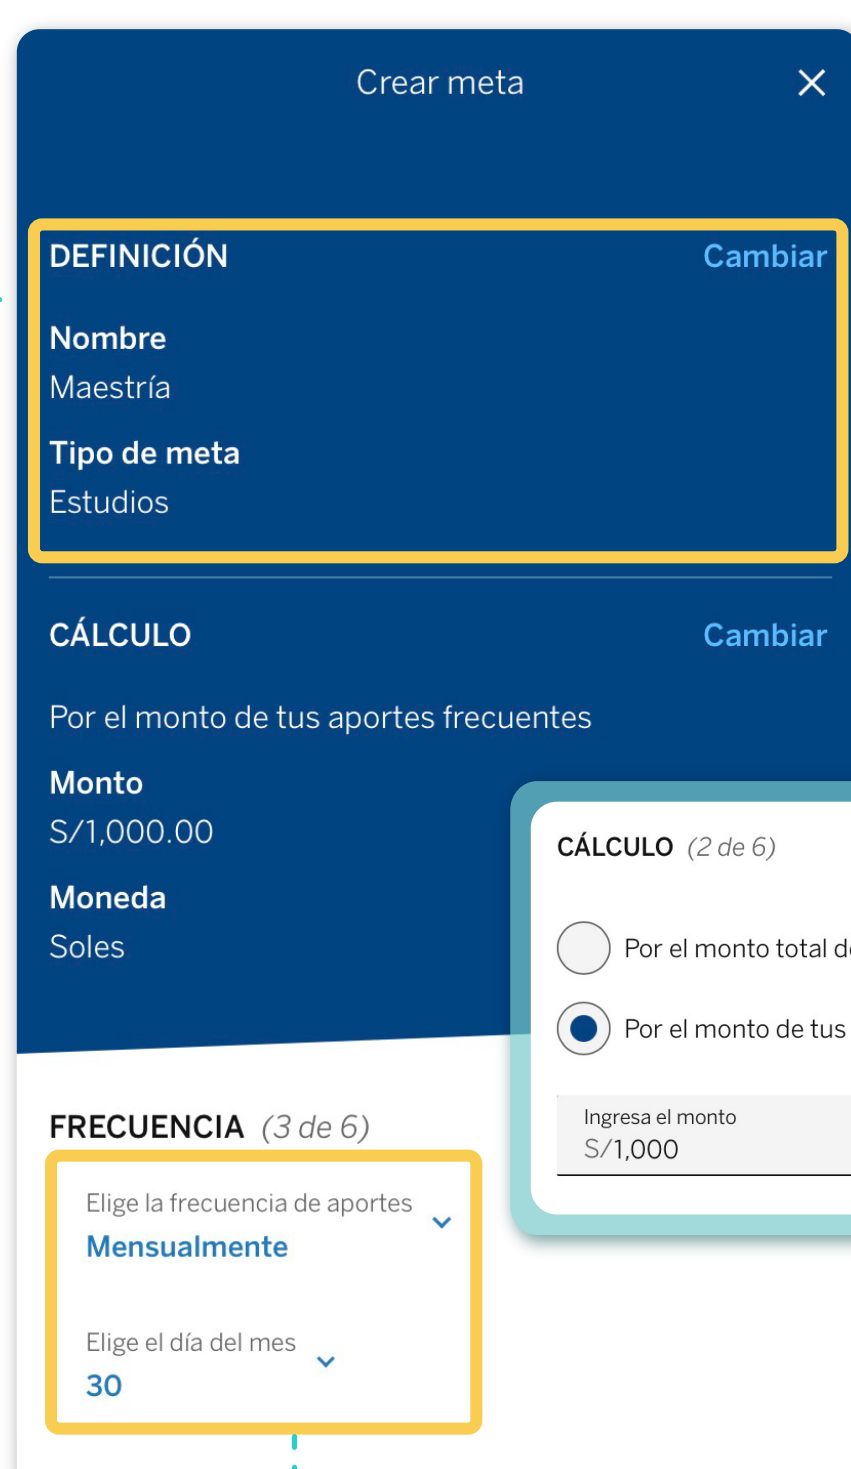 Crear meta
DEFINICIÓN Cambiar
Nombre
Maestría
Tipo de meta
Estudios
CÁLCULO Cambiar
Por el monto de tus aportes frecuentes
Monto
S/1,000.00
Moneda
Soles
CÁLCULO (2 de 6)
Por el monto total
Por el monto de tus
Ingresa el monto
S/1,000
FRECUENCIA (3 de 6)
Elige la frecuencia de aportes
Mensualmente
Elige el día del mes
30